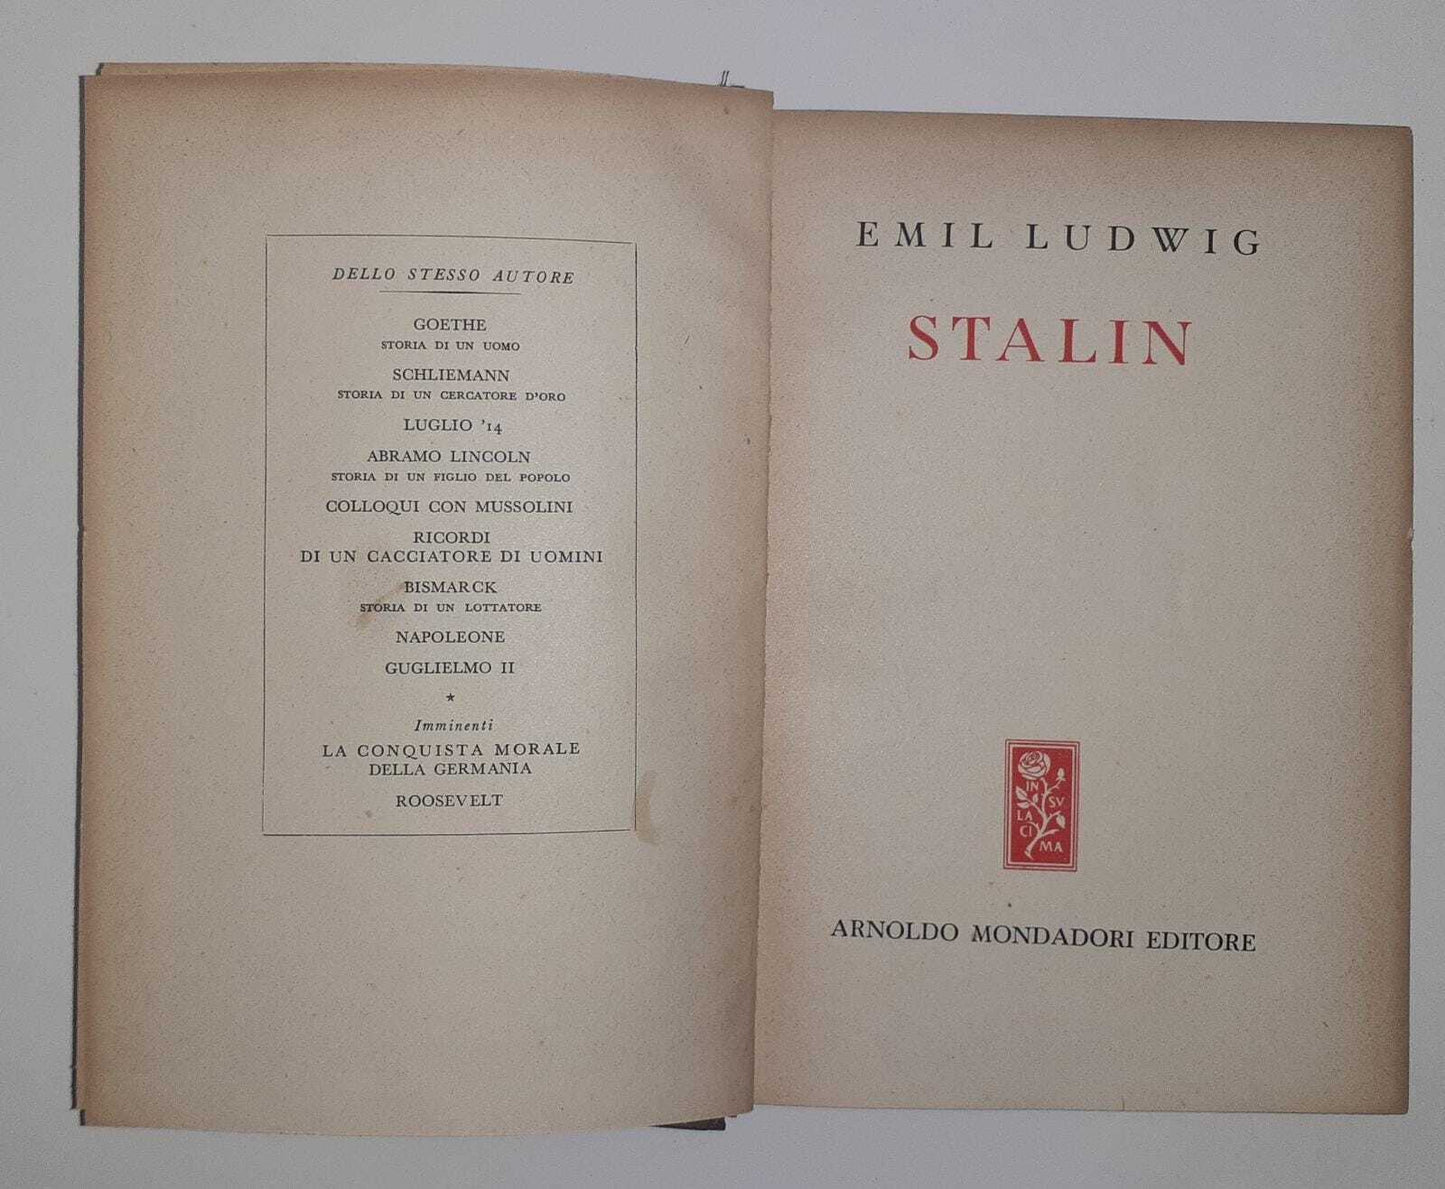 DELLO STESSO AUTORE
GOETHE
STORIA DI UN UOMO
SCHLIEMANN
STORIA DI UN CERCATORE D'ORO
LUGLIO '14
ABRAMO LINCOLN
STORIA DI UN FIGLIO DEL POPOLO
COLLOQUI CON MUSSOLINI
RICORDI
DI UN CACCIATORE DI UOMINI
BISMARCK
STORIA DI UN LOTTATORE
NAPOLEONE
GUGLIELMO II
★
Imminenti
LA CONQUISTA MORALE
DELLA GERMANIA
ROOSEVELT
EMIL LUDWIG
STALIN
IN
SV
LA
CI
MA
ARNOLDO MONDADORI EDITORE